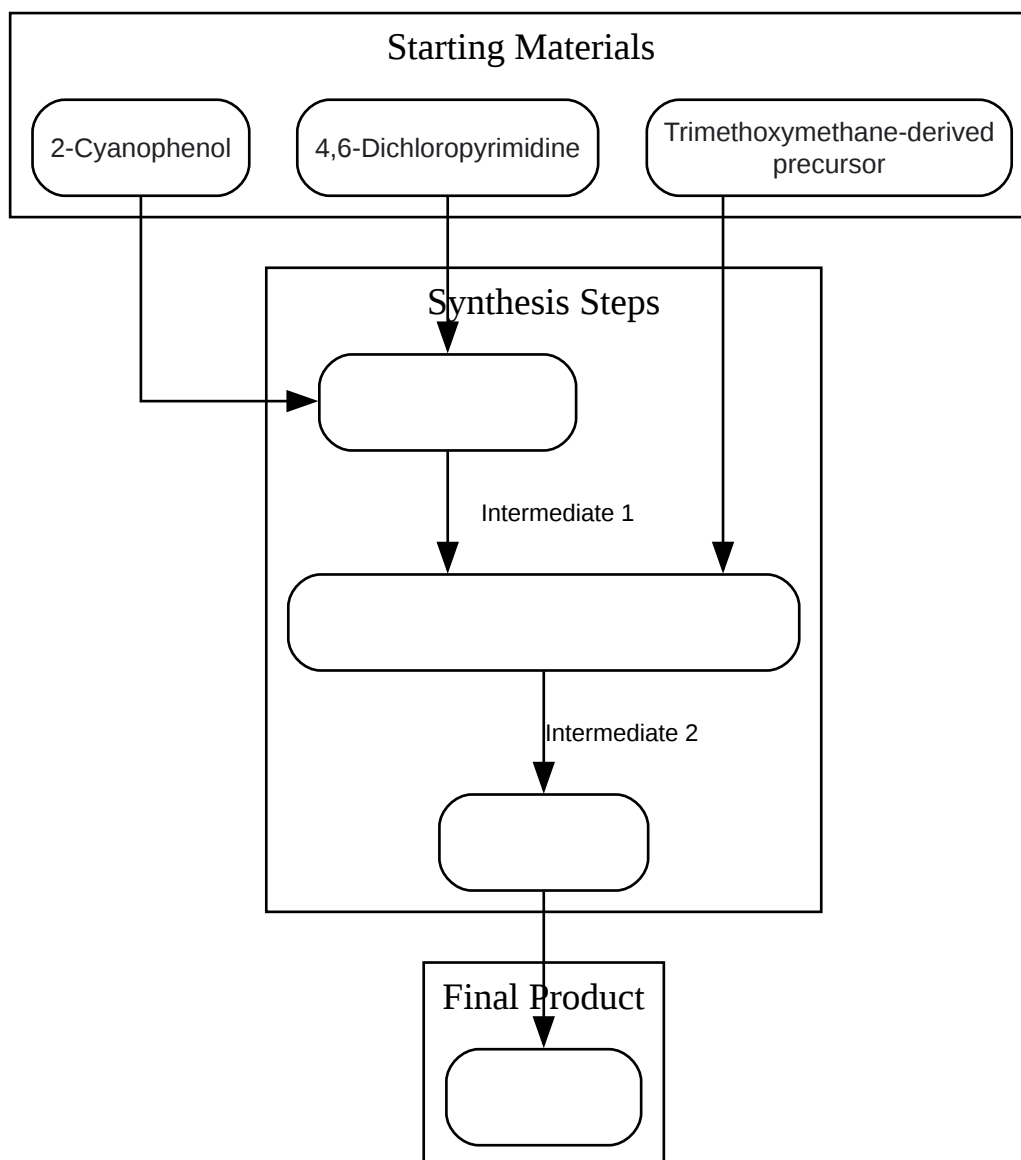 Starting Materials
2-Cyanophenol
4,6-Dichloropyrimidine
Trimethoxymethane-derived
precursor
Synthesis Steps
Intermediate 1
Intermediate 2
Final Product